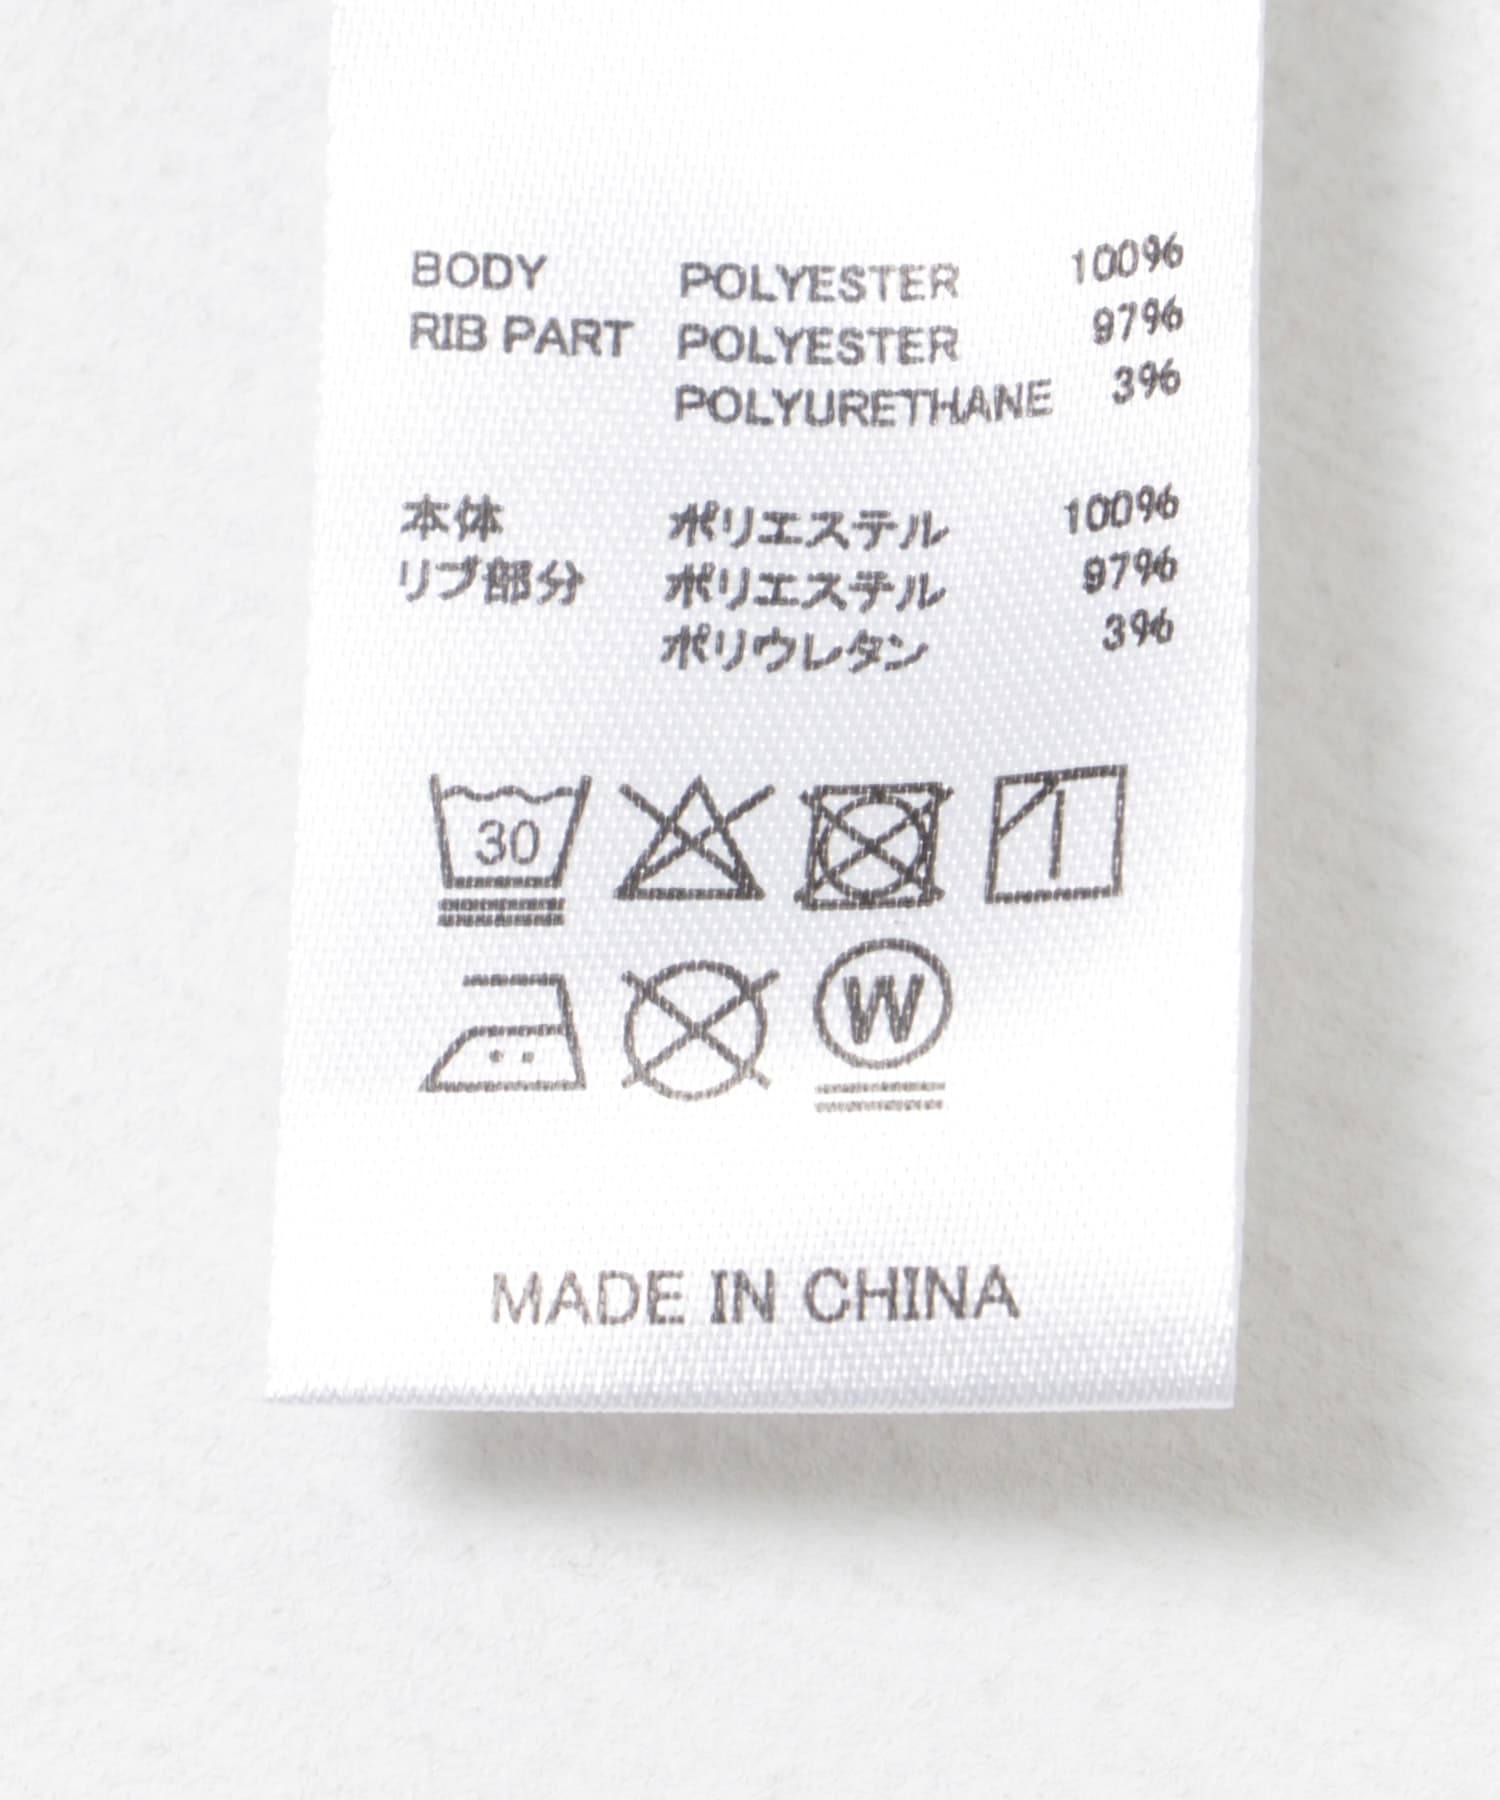 BODY POLYESTER 100%
RIB PART POLYESTER 97%
POLYURETHANE 3%
本体 ポリエステル 100%
リブ部分 ポリエステル 97%
ポリウレタン 3%
30
W
MADE IN CHINA